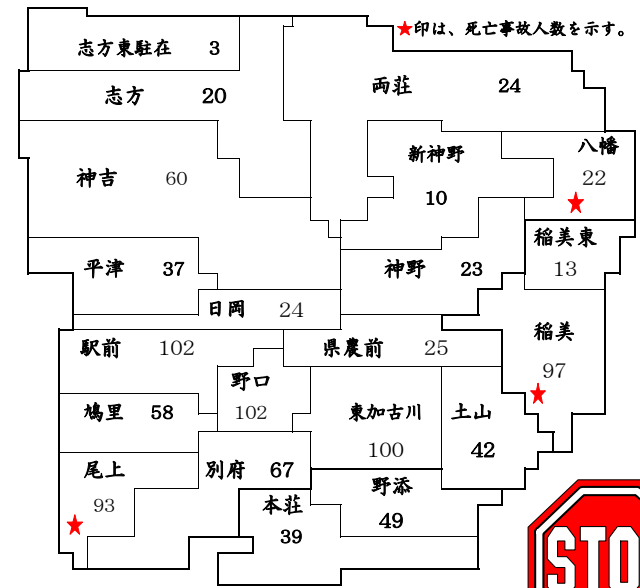 ★印は、死亡事故人数を示す。
志方東駐在 3
志方 20
両荘 24
八幡
22
★
新神野
10
神吉 60
稲美東
13
平津 37
神野 23
日岡 24
稲美
97
★
駅前 102
県農前 25
野口
102
鳩里 58
東加古川
100
土山
42
尾上
93
★
別府 67
野添
49
本荘
39
STO